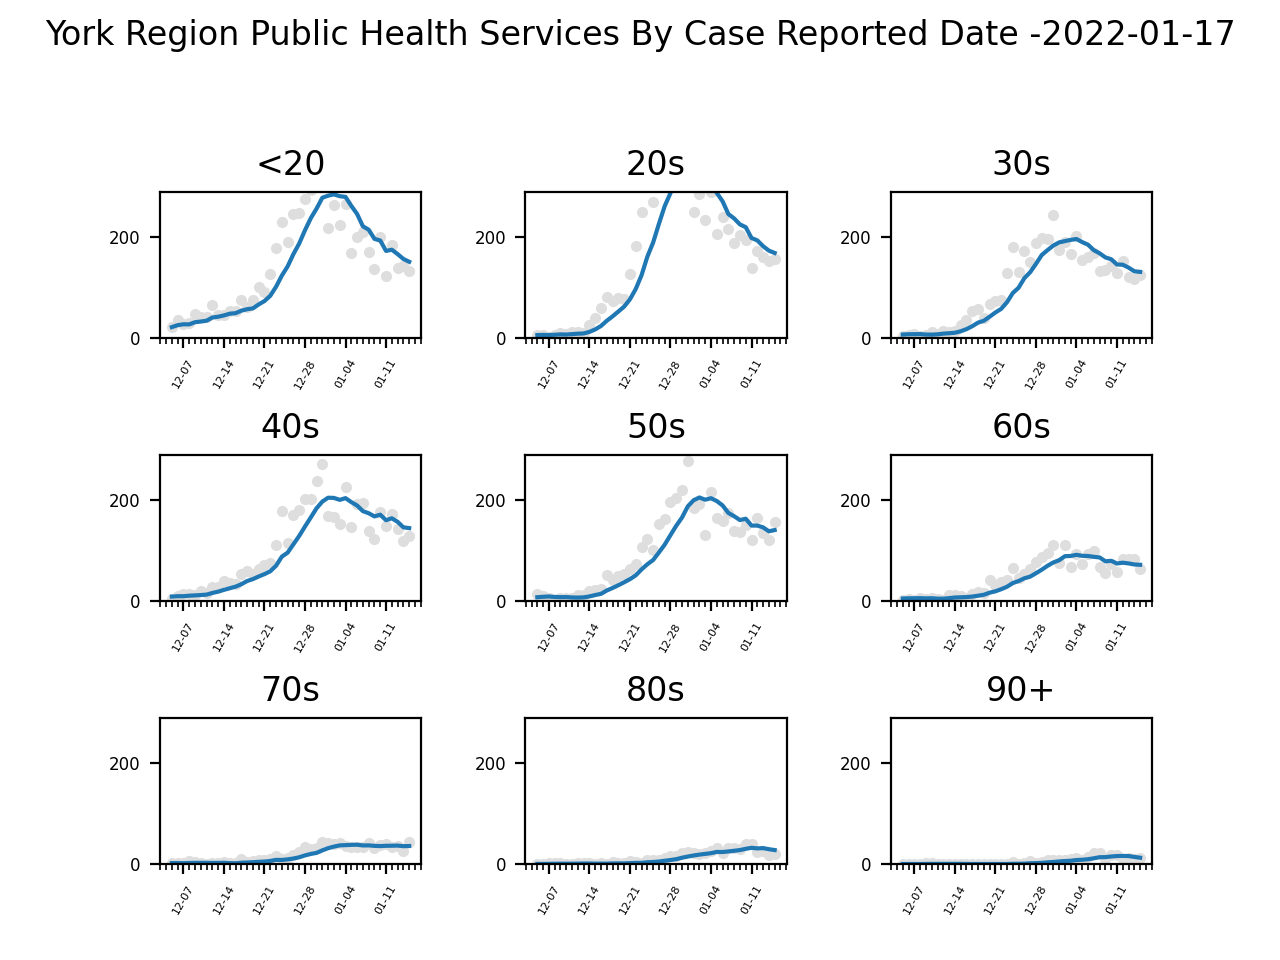 York Region Public Health Services By Case Reported Date -2022-01-17
<20 20s 30s
200 200 200
0 0 0
12-07 12-14 12-21 12-28 01-04 01-11 12-07 12-14 12-21 12-28 01-04 01-11 12-07 12-14 12-21 12-28 01-04 01-11
40s 50s 60s
200 200 200
0 0 0
12-07 12-14 12-21 12-28 01-04 01-11 12-07 12-14 12-21 12-28 01-04 01-11 12-07 12-14 12-21 12-28 01-04 01-11
70s 80s 90+
200 200 200
0 0 0
12-07 12-14 12-21 12-28 01-04 01-11 12-07 12-14 12-21 12-28 01-04 01-11 12-07 12-14 12-21 12-28 01-04 01-11